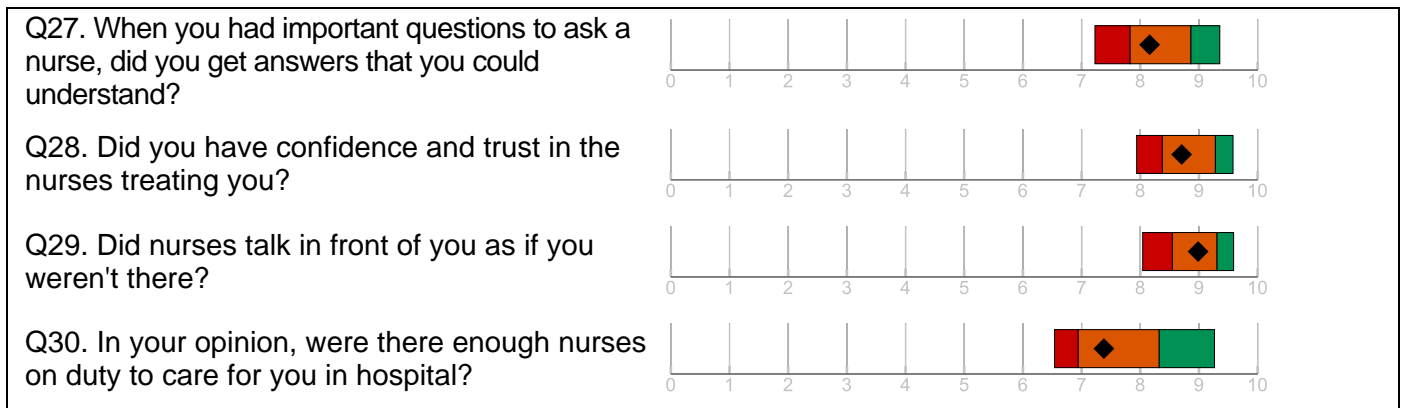 Q27. When you had important questions to ask a
nurse, did you get answers that you could
understand?
0 1 2 3 4 5 6 7 8 9 10
Q28. Did you have confidence and trust in the
nurses treating you?
0 1 2 3 4 5 6 7 8 9 10
Q29. Did nurses talk in front of you as if you
weren't there?
0 1 2 3 4 5 6 7 8 9 10
Q30. In your opinion, were there enough nurses
on duty to care for you in hospital?
0 1 2 3 4 5 6 7 8 9 10